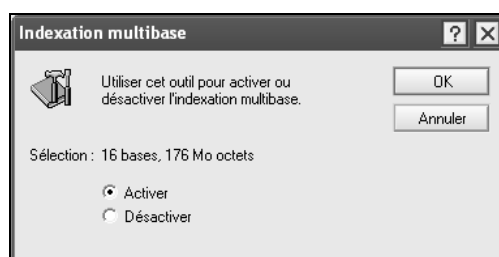 Indexation multibase
? X
Utiliser cet outil pour activer ou
désactiver l'indexation multibase.
OK
Annuler
Sélection : 16 bases, 176 Mo octets
Activer
Désactiver